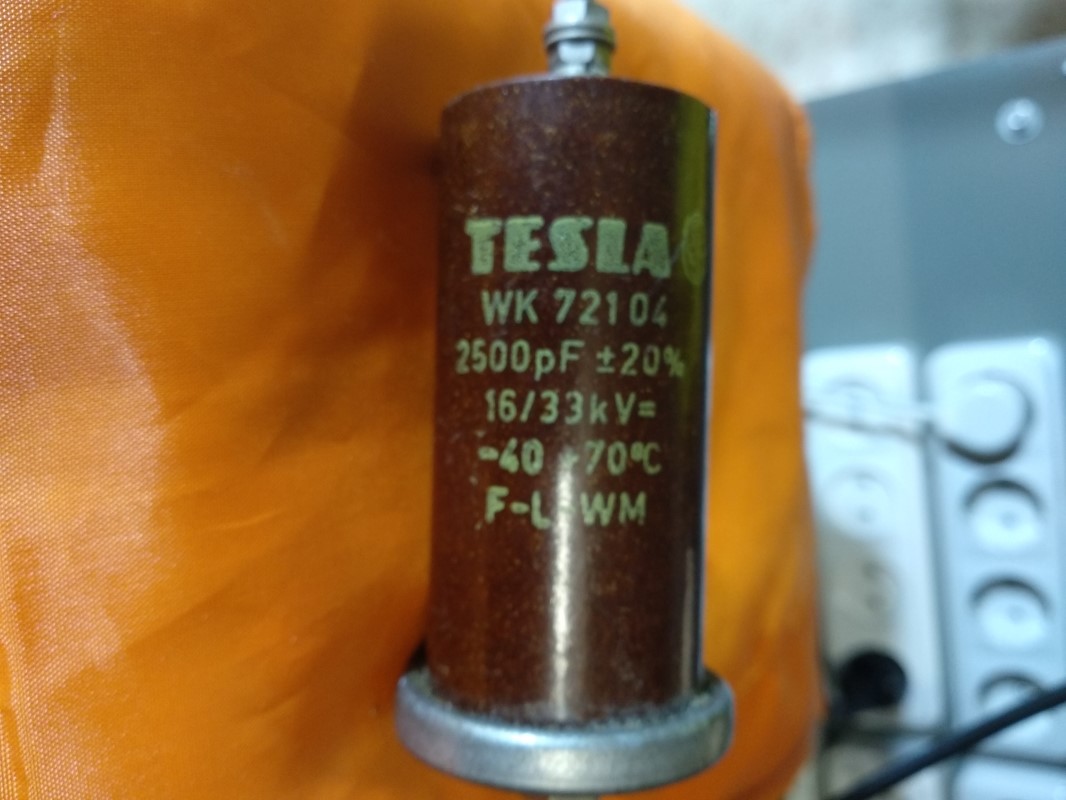 TESLA
WK 721 04
2500pF ±20%
16/33kV=
-40 +70°C
WM